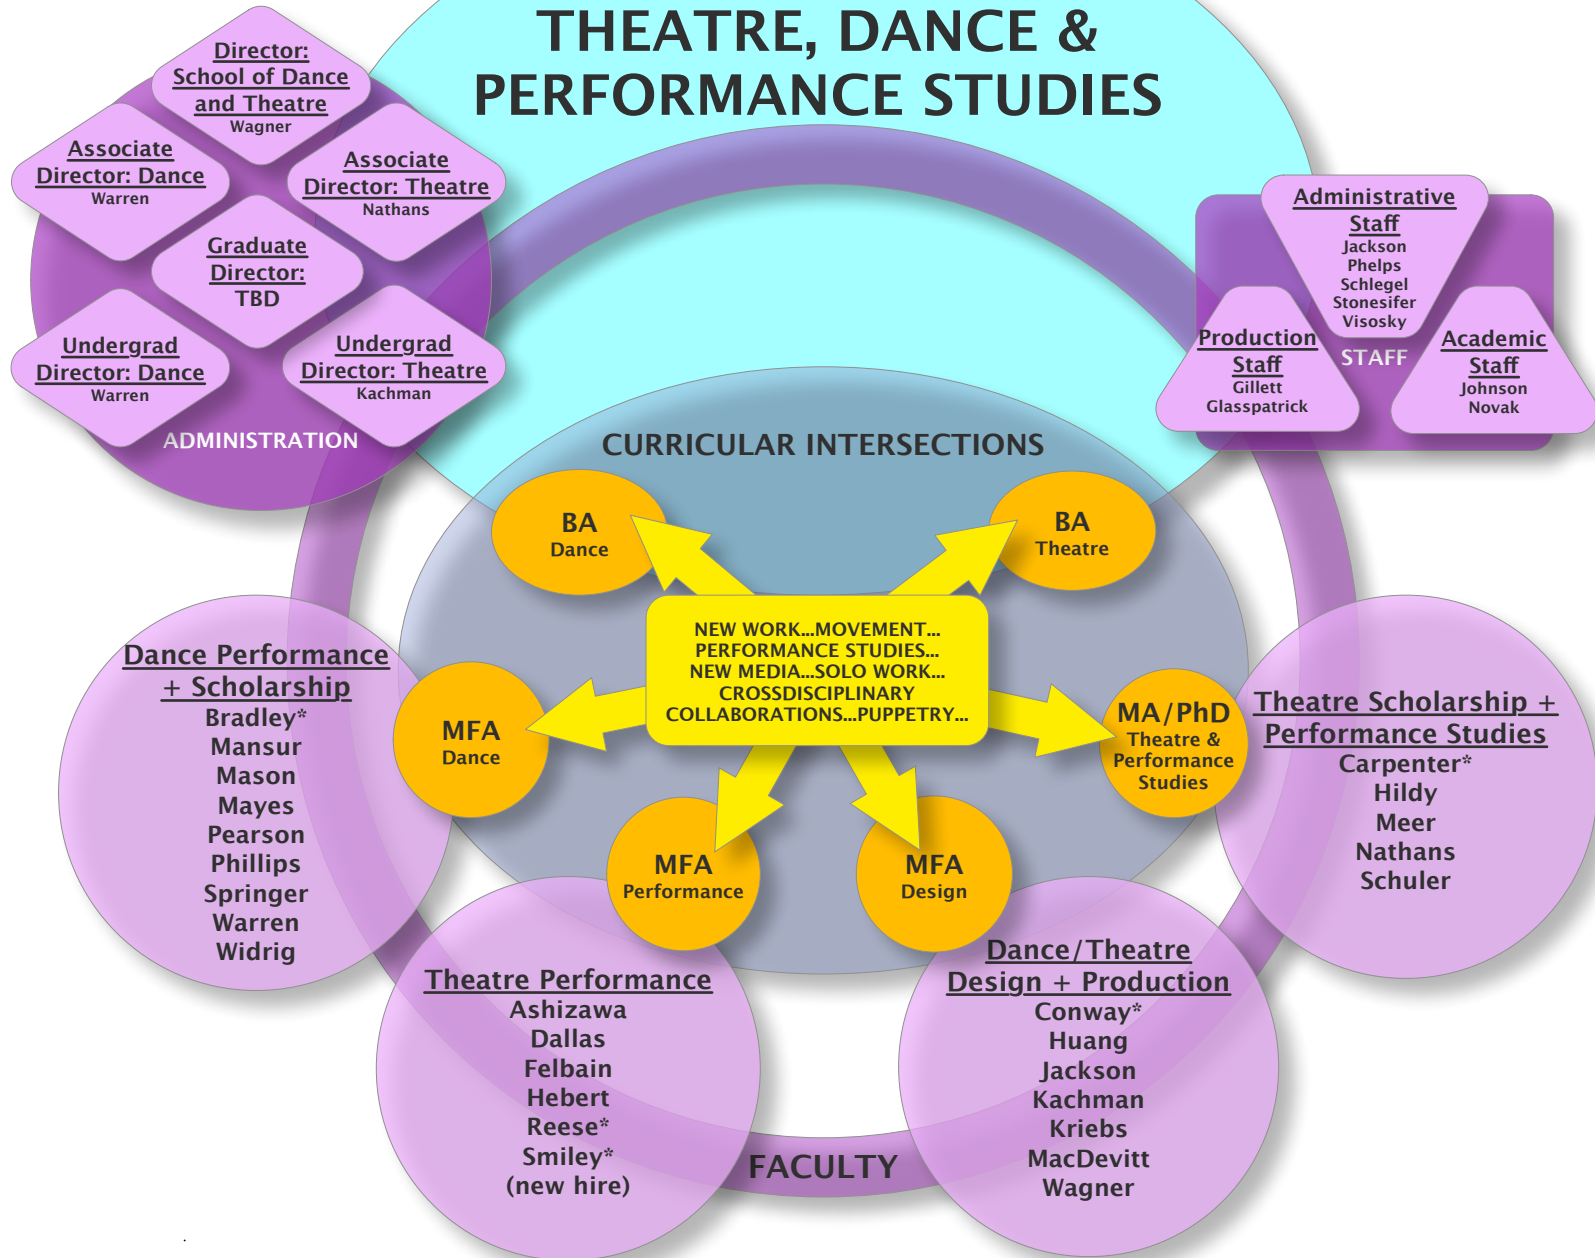 THEATRE, DANCE &
PERFORMANCE STUDIES
Director:
School of Dance
and Theatre
Wagner
Associate
Director: Dance
Warren
Associate
Director: Theatre
Nathans
Graduate
Director:
TBD
Undergrad
Director: Dance
Warren
Undergrad
Director: Theatre
Kachman
ADMINISTRATION
Administrative
Staff
Jackson
Phelps
Schlegel
Stonesifer
Visosky
Production
Staff
Gillett
Glasspatrick
STAFF
Academic
Staff
Johnson
Novak
CURRICULAR INTERSECTIONS
BA
Dance
BA
Theatre
NEW WORK...MOVEMENT...
PERFORMANCE STUDIES...
NEW MEDIA...SOLO WORK...
CROSSDISCIPLINARY
COLLABORATIONS...PUPPETRY...
MFA
Dance
MA/PhD
Theatre &
Performance
Studies
MFA
Performance
MFA
Design
Dance Performance
+ Scholarship
Bradley*
Mansur
Mason
Mayes
Pearson
Phillips
Springer
Warren
Widrig
Theatre Performance
Ashizawa
Dallas
Felbain
Hebert
Reese*
Smiley*
(new hire)
FACULTY
Dance/Theatre
Design + Production
Conway*
Huang
Jackson
Kachman
Kriebs
MacDevitt
Wagner
Theatre Scholarship +
Performance Studies
Carpenter*
Hildy
Meer
Nathans
Schuler